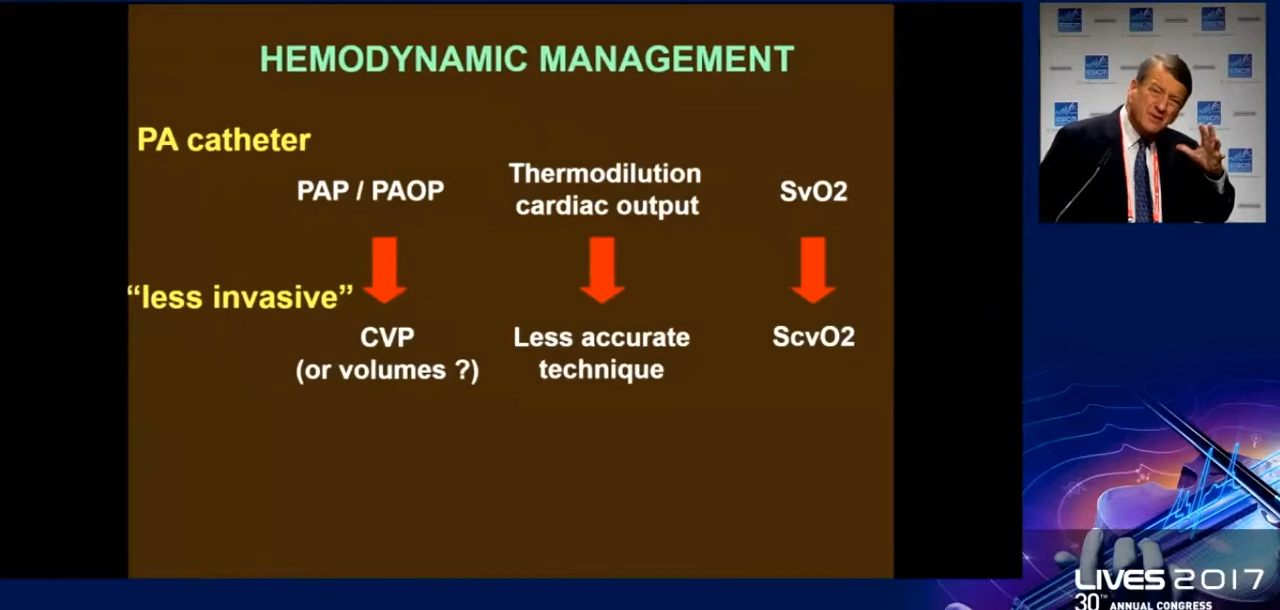 HEMODYNAMIC MANAGEMENT
PA catheter
PAP / PAOP
Thermodilution
cardiac output
SvO2
“less invasive”
CVP
(or volumes ?)
Less accurate
technique
ScvO2
ESICM
LIVES 2017
30TH ANNUAL CONGRESS